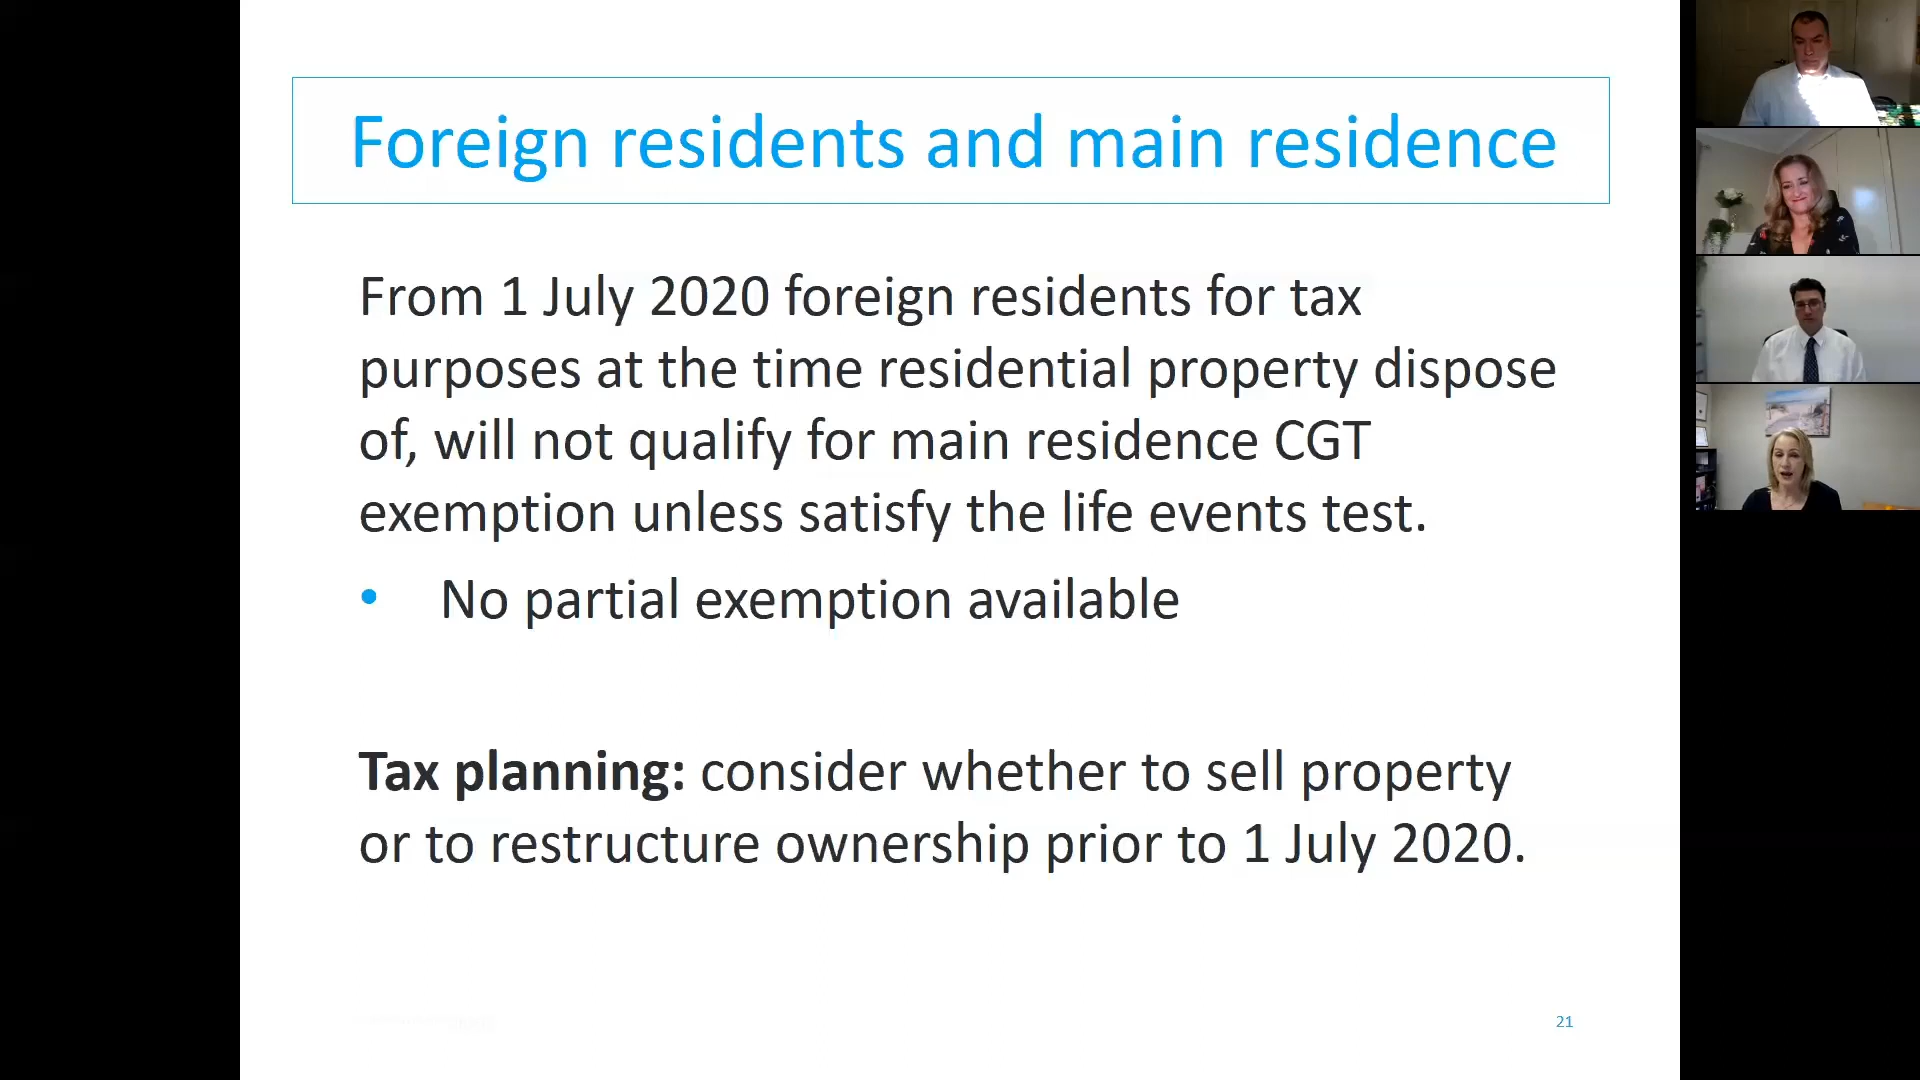 Foreign residents and main residence
From 1 July 2020 foreign residents for tax
purposes at the time residential property dispose
of, will not qualify for main residence CGT
exemption unless satisfy the life events test.
• No partial exemption available
Tax planning: consider whether to sell property
or to restructure ownership prior to 1 July 2020.
21